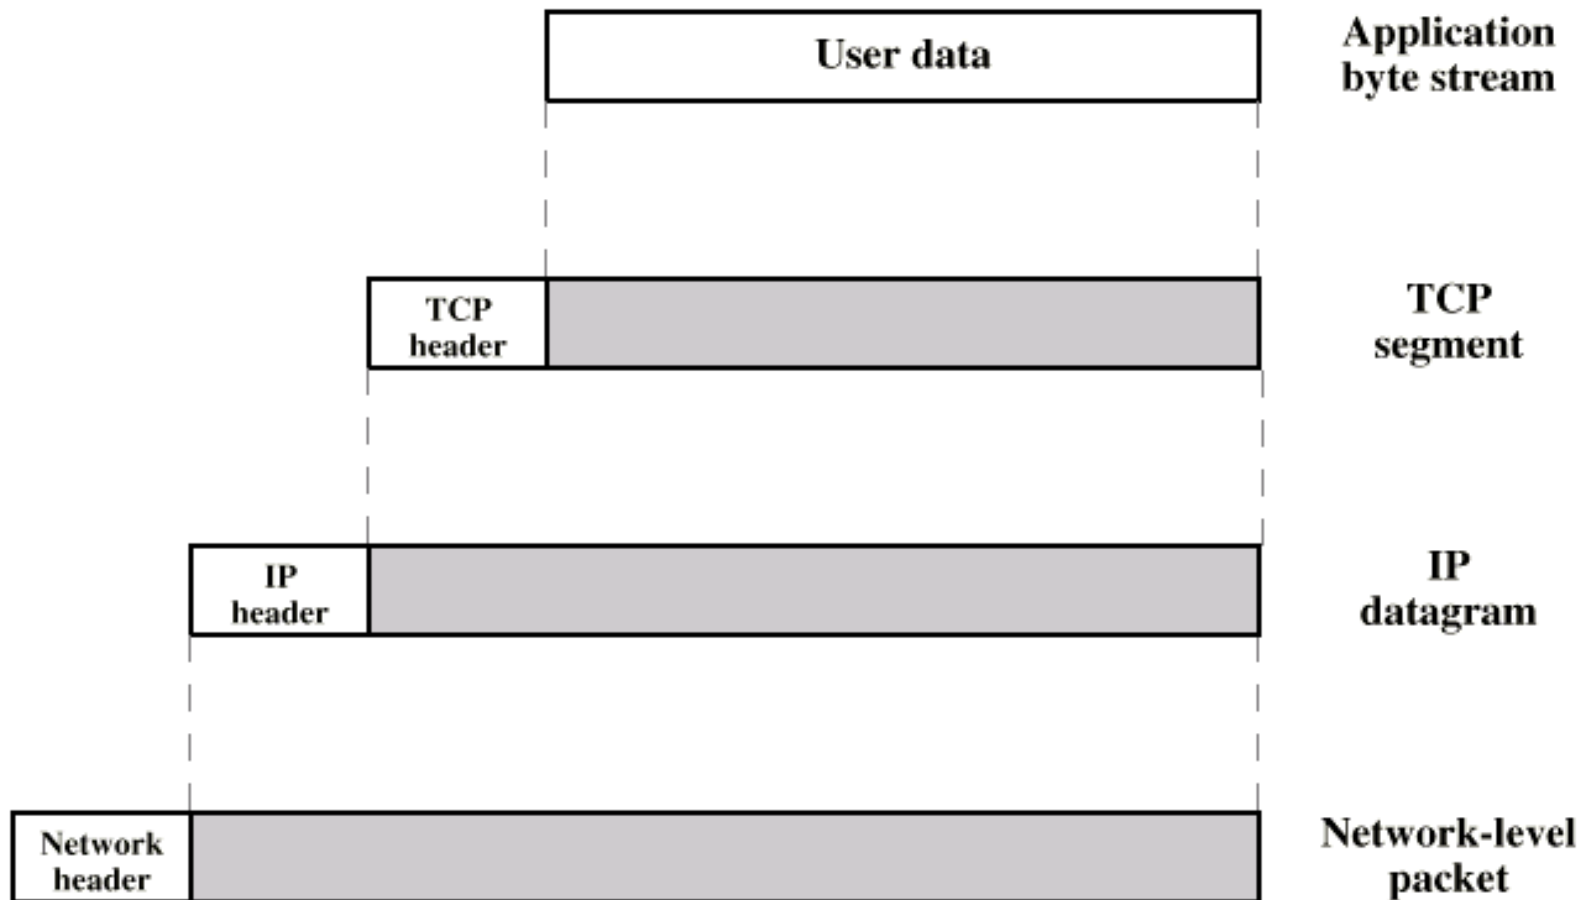 User data
Application
byte stream
TCP
header
TCP
segment
IP
header
IP
datagram
Network
header
Network-level
packet